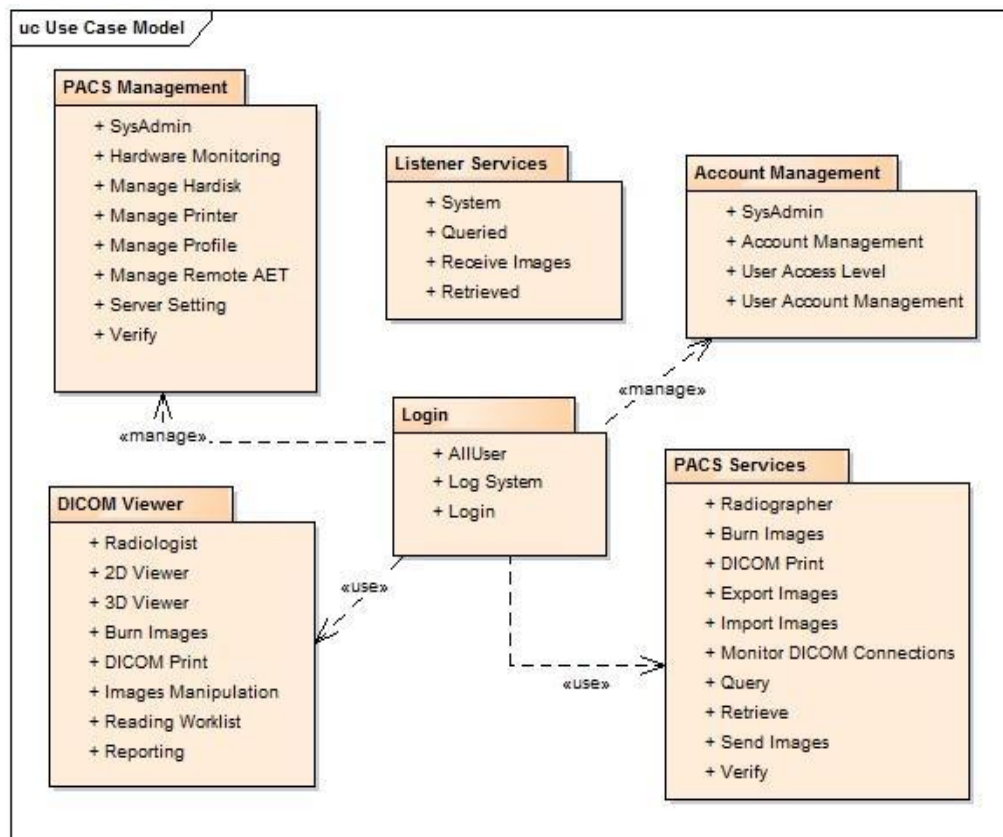 uc Use Case Model
PACS Management
+ SysAdmin
+ Hardware Monitoring
+ Manage Hardisk
+ Manage Printer
+ Manage Profile
+ Manage Remote AET
+ Server Setting
+ Verify
Listener Services
+ System
+ Queried
+ Receive Images
+ Retrieved
Account Management
+ SysAdmin
+ Account Management
+ User Access Level
+ User Account Management
«manage»
«manage»
Login
+ AllUser
+ Log System
+ Login
DICOM Viewer
+ Radiologist
+ 2D Viewer
+ 3D Viewer
+ Burn Images
+ DICOM Print
+ Images Manipulation
+ Reading Worklist
+ Reporting
«use»
«use»
PACS Services
+ Radiographer
+ Burn Images
+ DICOM Print
+ Export Images
+ Import Images
+ Monitor DICOM Connections
+ Query
+ Retrieve
+ Send Images
+ Verify